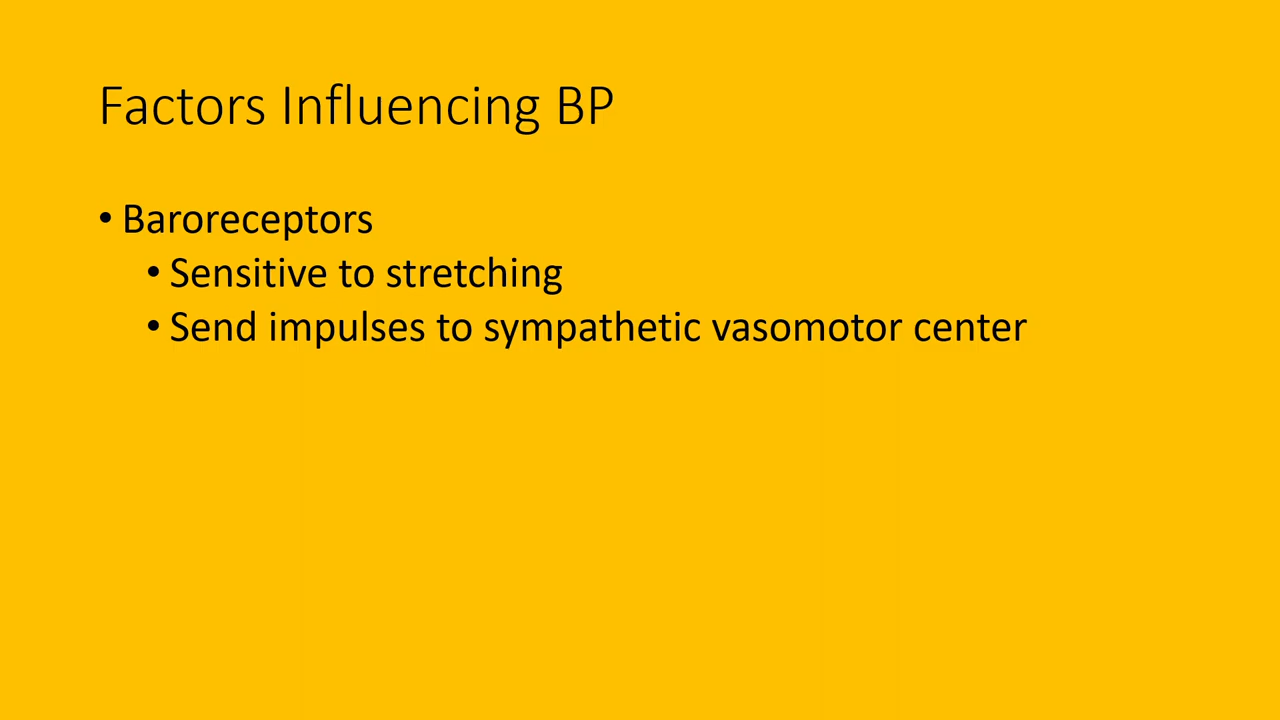 Factors Influencing BP
• Baroreceptors
• Sensitive to stretching
• Send impulses to sympathetic vasomotor center